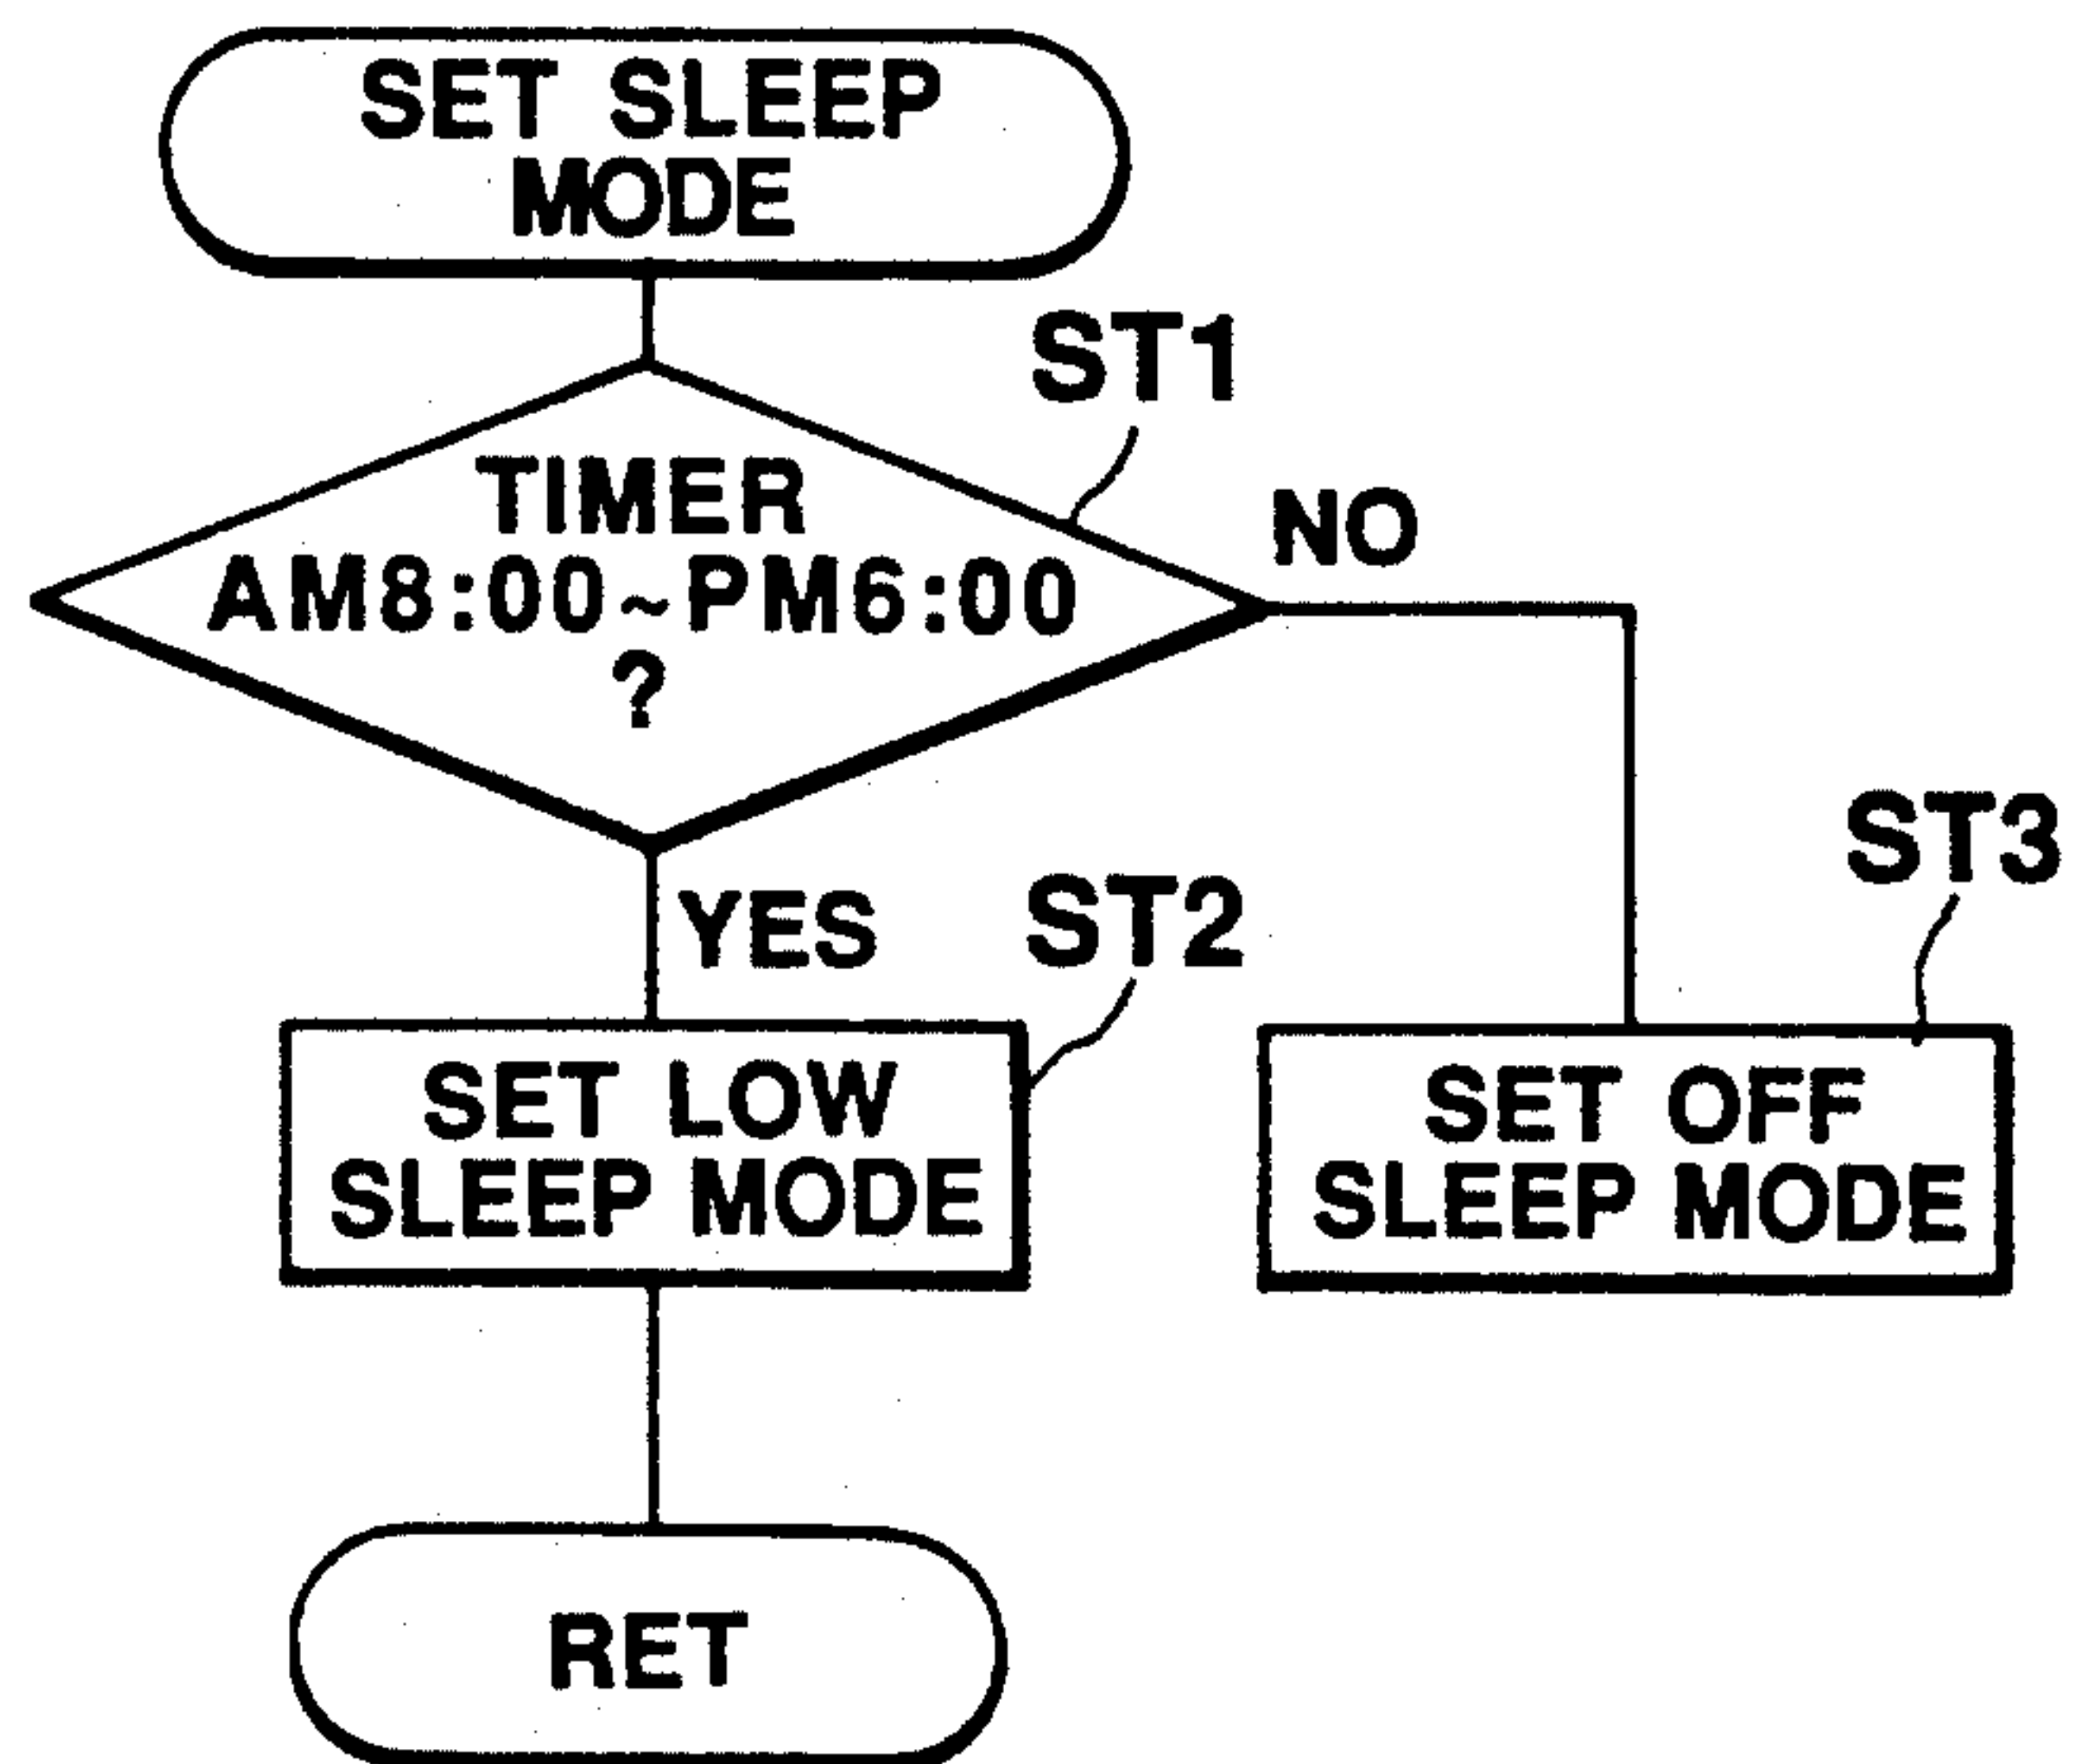 SET SLEEP
MODE
ST1
TIMER
AM8:00~PM6:00
?
NO
YES
ST2
ST3
SET LOW
SLEEP MODE
SET OFF
SLEEP MODE
RET